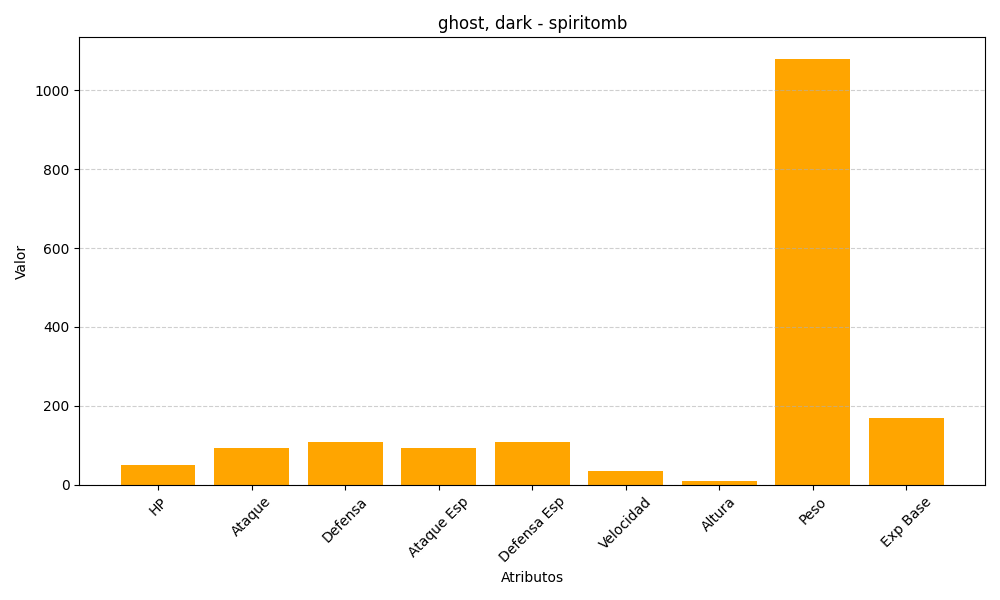 ghost, dark - spiritomb
Valor
1000
800
600
400
200
0
HP
Ataque
Defensa
Ataque Esp
Defensa Esp
Velocidad
Altura
Peso
Exp Base
Atributos